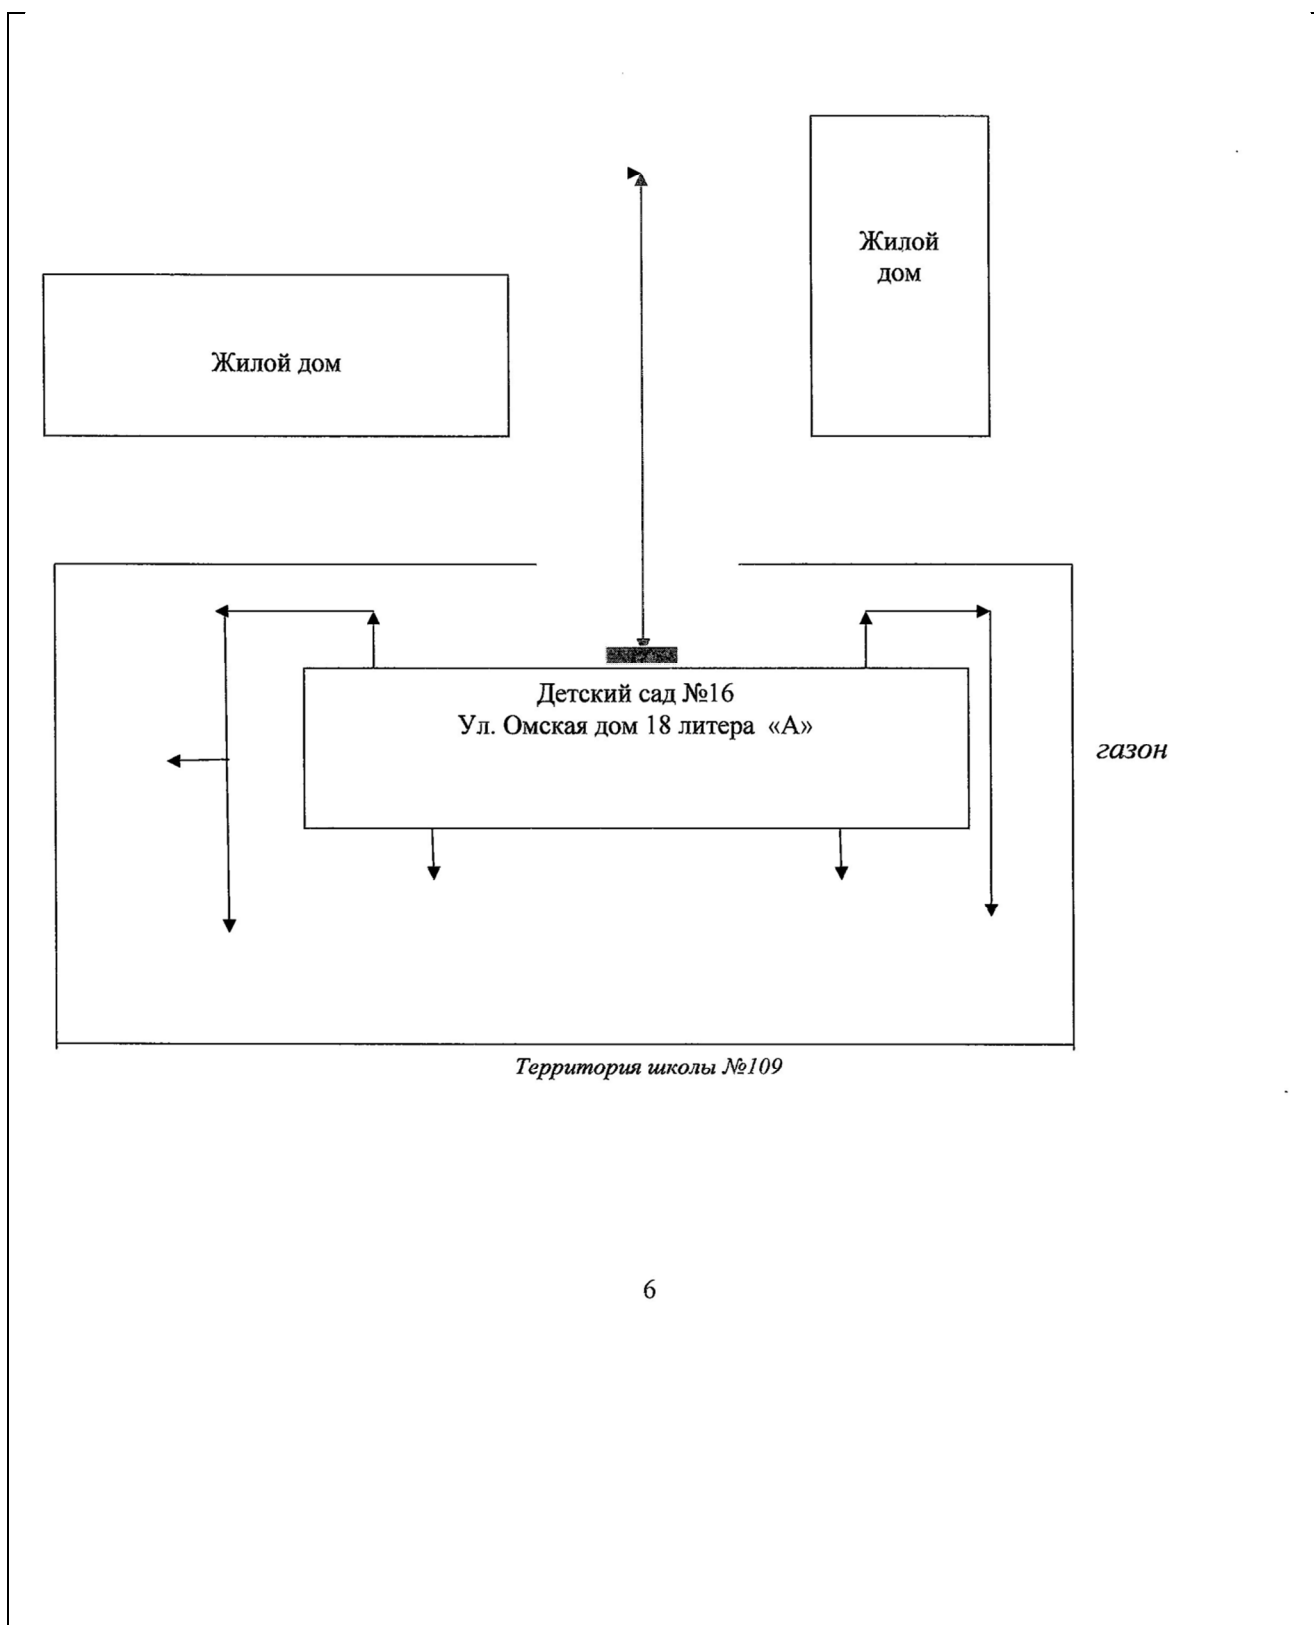 Жилой
дом
Жилой дом
Детский сад №16
Ул. Омская дом 18 литера «А»
газон
Территория школы №109
6